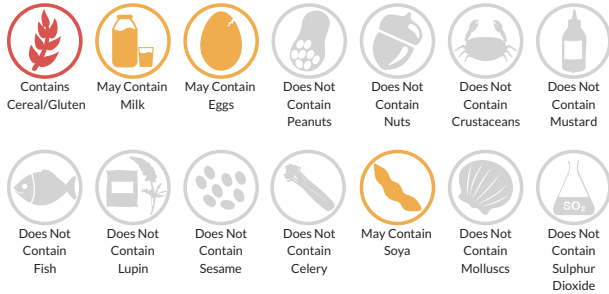 Contains
Cereal/Gluten
May Contain
Milk
May Contain
Eggs
Does Not
Contain
Peanuts
Does Not
Contain
Nuts
Does Not
Contain
Crustaceans
Does Not
Contain
Mustard
Does Not
Contain
Fish
Does Not
Contain
Lupin
Does Not
Contain
Sesame
Does Not
Contain
Celery
May Contain
Soya
Does Not
Contain
Molluscs
SO₂
Does Not
Contain
Sulphur
Dioxide